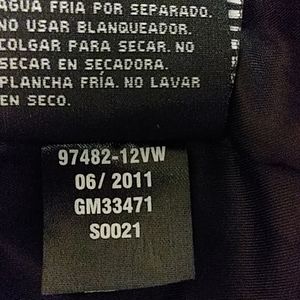 AGUA FRIA POR SEPARADO.
NO USAR BLANQUEADOR.
COLGAR PARA SECAR. NO
SECAR EN SECADORA.
PLANCHA FRÍA. NO LAVAR
EN SECO.
97482-12VW
06/ 2011
GM33471
S0021